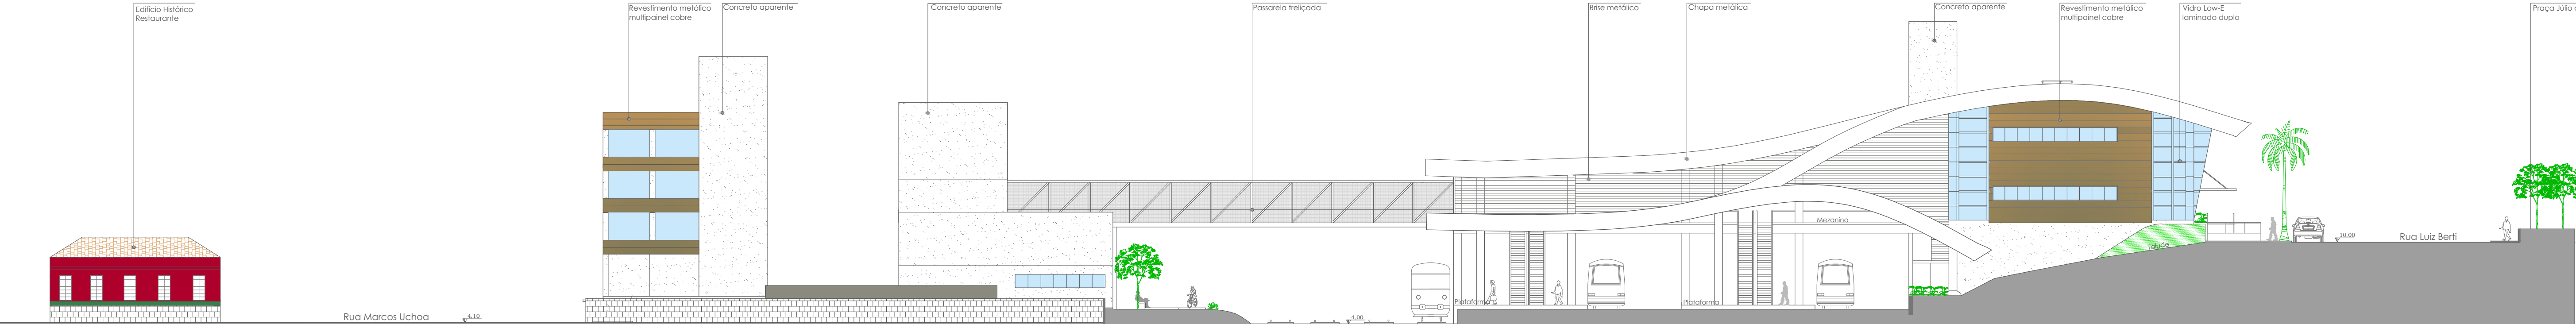 Edifício Histórico
Restaurante
Revestimento metálico
multipainel cobre
Concreto aparente
Concreto aparente
Passarela treliçada
Brise metálico
Chapa metálica
Concreto aparente
Revestimento metálico
multipainel cobre
Vidro Low-E
laminado duplo
Praça Júlio
Mezanino
Talude
10.00
Rua Luiz Berti
Plataforma
Plataforma
Rua Marcos Uchoa
4.10
4.00